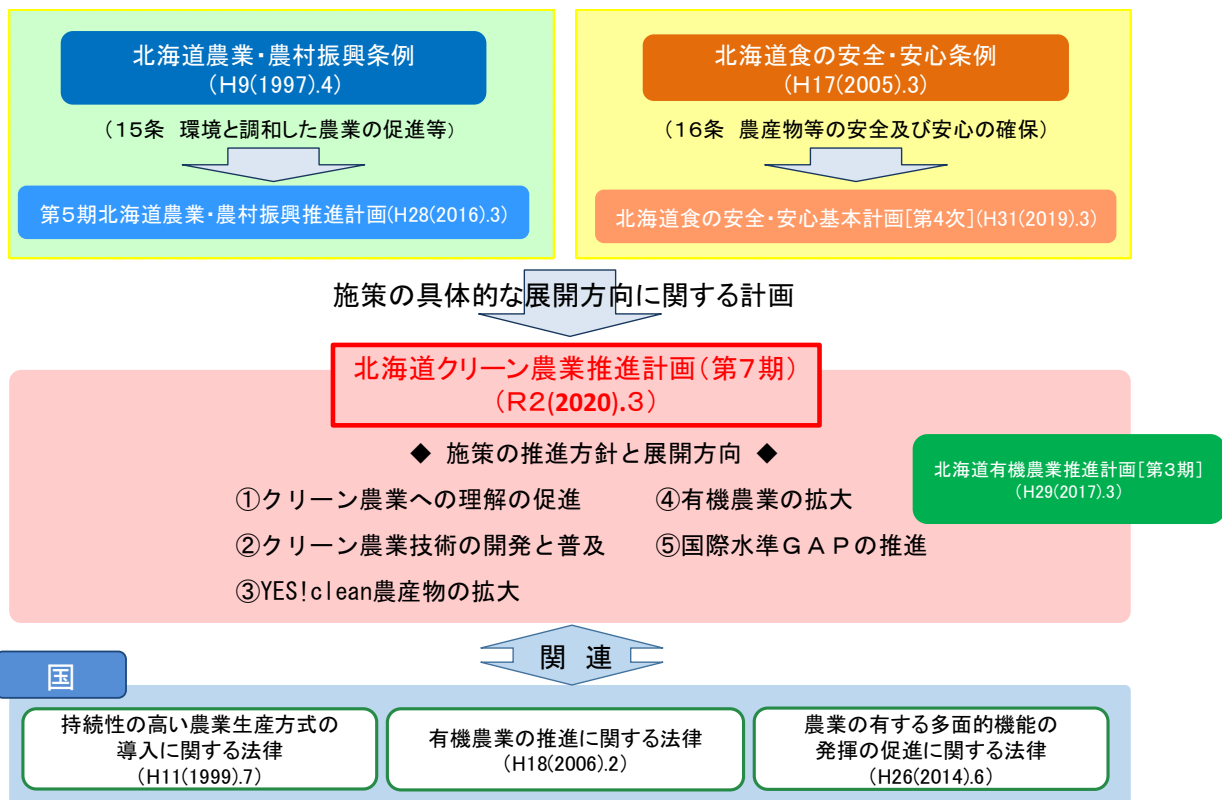 北海道農業・農村振興条例
(H9(1997).4)
(15条 環境と調和した農業の促進等)
第5期北海道農業・農村振興推進計画(H28(2016).3)
北海道食の安全・安心条例
(H17(2005).3)
(16条 農産物等の安全及び安心の確保)
北海道食の安全・安心基本計画[第4次](H31(2019).3)
施策の具体的な展開方向に関する計画
北海道クリーン農業推進計画(第7期)
(R2(2020).3)
◆ 施策の推進方針と展開方向 ◆
①クリーン農業への理解の促進
②クリーン農業技術の開発と普及
③YES!clean農産物の拡大
④有機農業の拡大
⑤国際水準GAPの推進
北海道有機農業推進計画[第3期]
(H29(2017).3)
関 連
国
持続性の高い農業生産方式の
導入に関する法律
(H11(1999).7)
有機農業の推進に関する法律
(H18(2006).2)
農業の有する多面的機能の
発揮の促進に関する法律
(H26(2014).6)